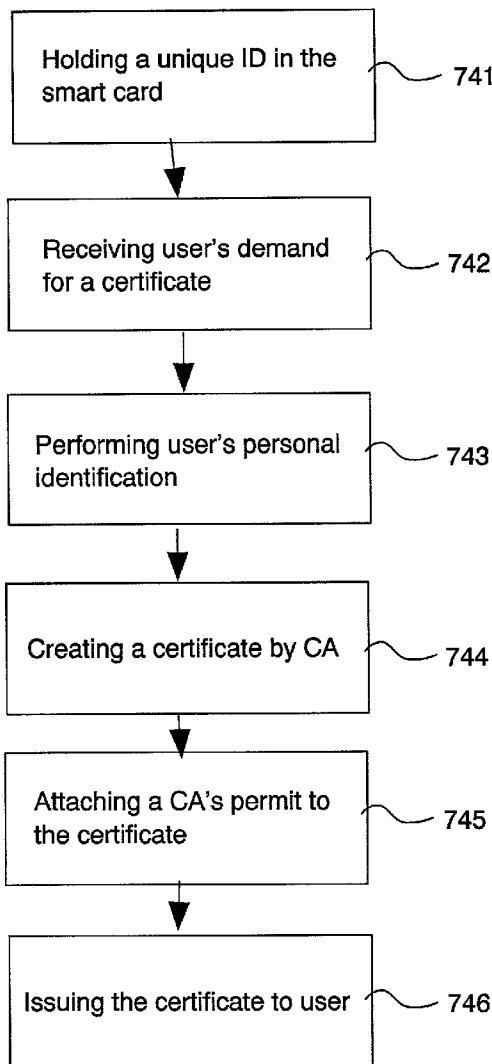 Holding a unique ID in the
smart card
741
Receiving user's demand
for a certificate
742
Performing user's personal
identification
743
Creating a certificate by CA
744
Attaching a CA's permit to
the certificate
745
Issuing the certificate to user
746